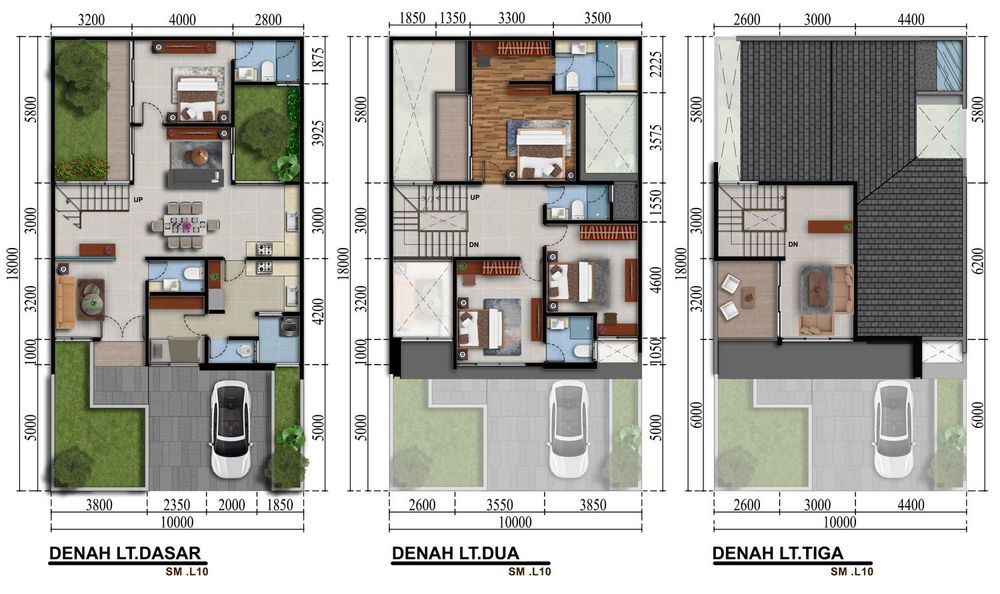 3200 4000 2800
5800
3000
3200
1000
5000
18000
1875
3925
3000
4200
5000
UP
3800 2350 2000 1850
10000
DENAH LT.DASAR
SM .L10
1850 1350 3300 3500
5800
3000
3200
1000
5000
18000
2225
3575
1550
4600
1050
5000
UP
DN
2600 3550 3850
10000
DENAH LT.DUA
SM .L10
2600 3000 4400
5800
3000
3200
6000
18000
5800
6200
6000
DN
2600 3000 4400
10000
DENAH LT.TIGA
SM .L10